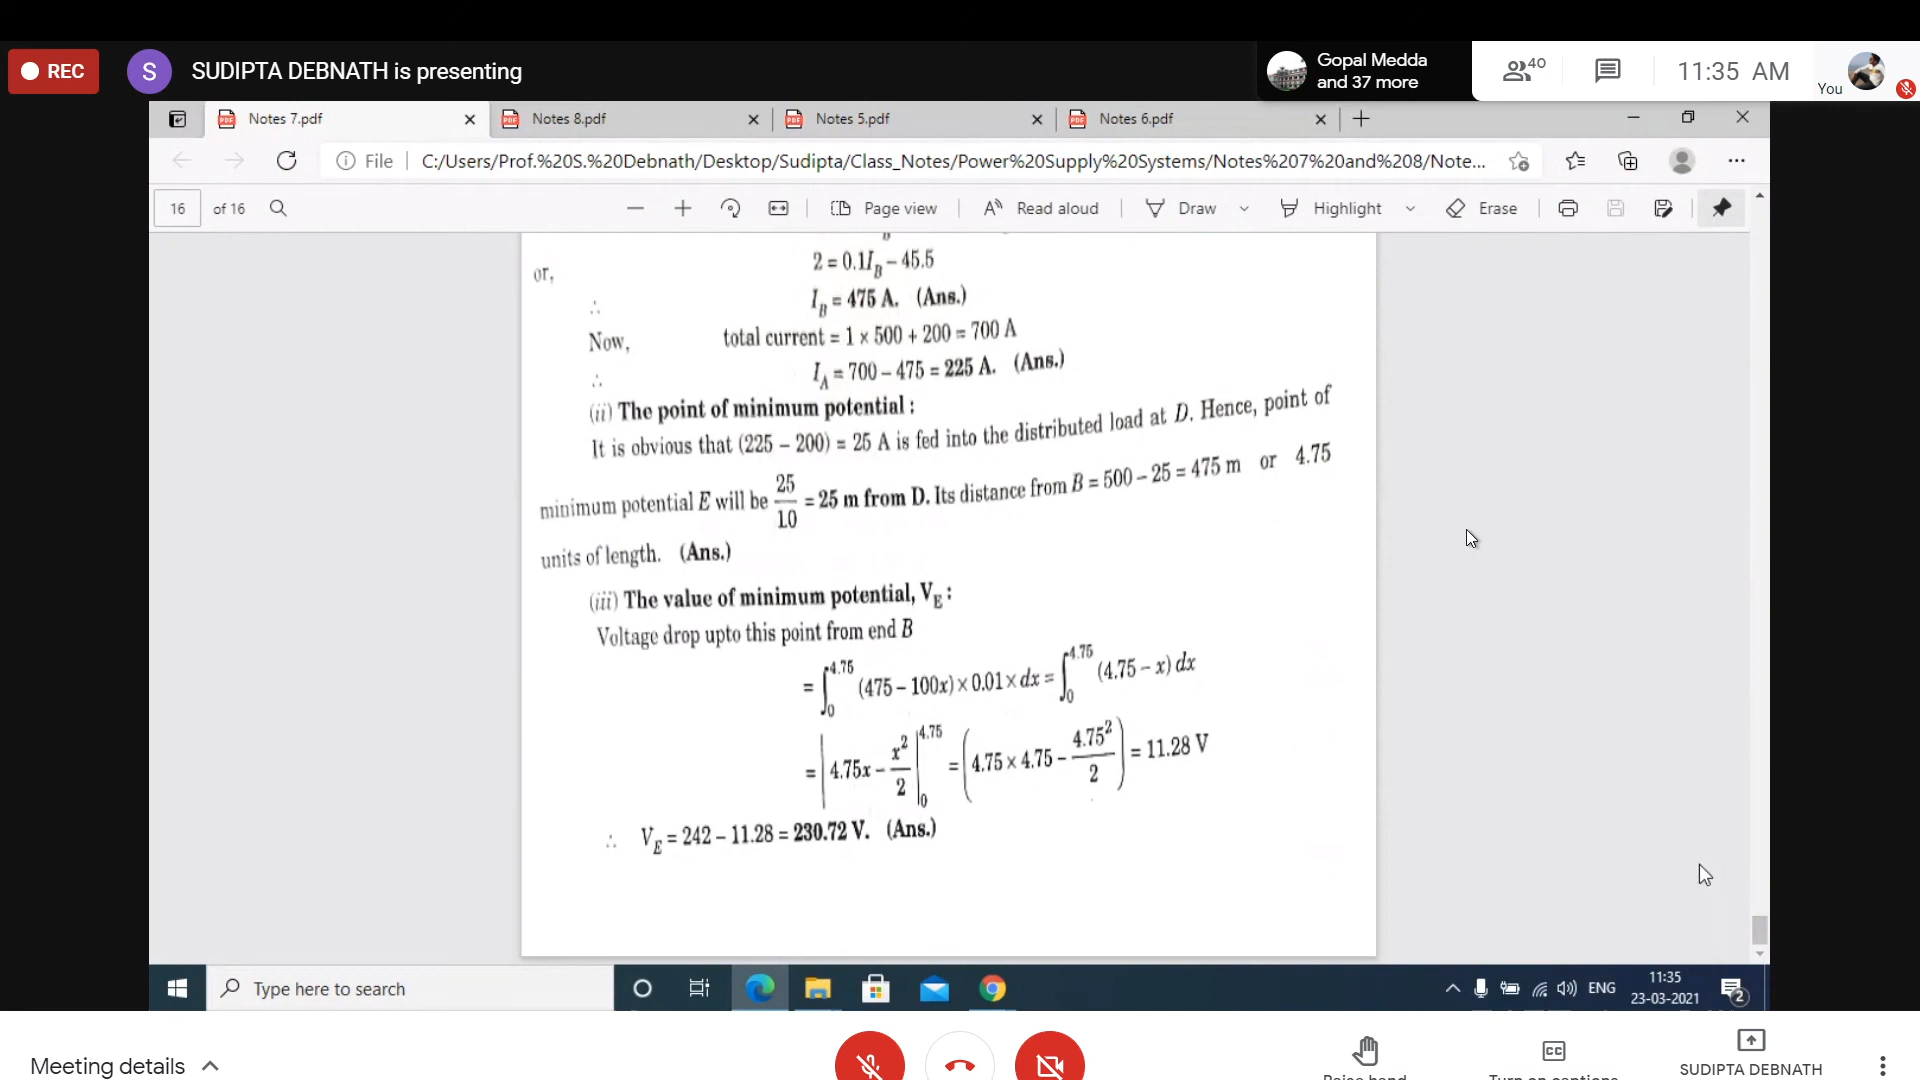 REC
S
SUDIPTA DEBNATH is presenting
Gopal Medda
and 37 more
40
11:35 AM
You
Notes 7.pdf
Notes 8.pdf
Notes 5.pdf
Notes 6.pdf
File
C:/Users/Prof.%20S.%20Debnath/Desktop/Sudipta/Class_Notes/Power%20Supply%20Systems/Notes%207%20and%208/Note...
16 of 16
Page view
Read aloud
Draw
Highlight
Erase
or, 2 = 0.1I_B − 45.5
∴ I_B = 475 A. (Ans.)
Now, total current = 1 × 500 + 200 = 700 A
∴ I_A = 700 − 475 = 225 A. (Ans.)
(ii) The point of minimum potential :
It is obvious that (225 − 200) = 25 A is fed into the distributed load at D. Hence, point of
minimum potential E will be 25/1.0 = 25 m from D. Its distance from B = 500 − 25 = 475 m or 4.75
units of length. (Ans.)
(iii) The value of minimum potential, V_E :
Voltage drop upto this point from end B
= ∫_0^4.75 (475 − 100x) × 0.01 × dx = ∫_0^4.75 (4.75 − x) dx
= | 4.75x − x²/2 |_0^4.75 = ( 4.75 × 4.75 − 4.75²/2 ) = 11.28 V
∴ V_E = 242 − 11.28 = 230.72 V. (Ans.)
Type here to search
ENG
11:35
23-03-2021
2
Meeting details
Raise hand
Turn on captions
SUDIPTA DEBNATH